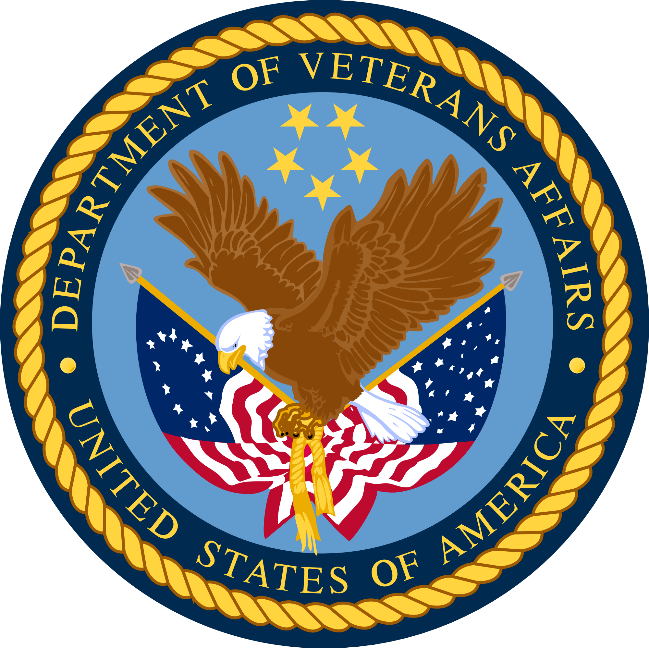 DEPARTMENT OF VETERANS AFFAIRS
UNITED STATES OF AMERICA